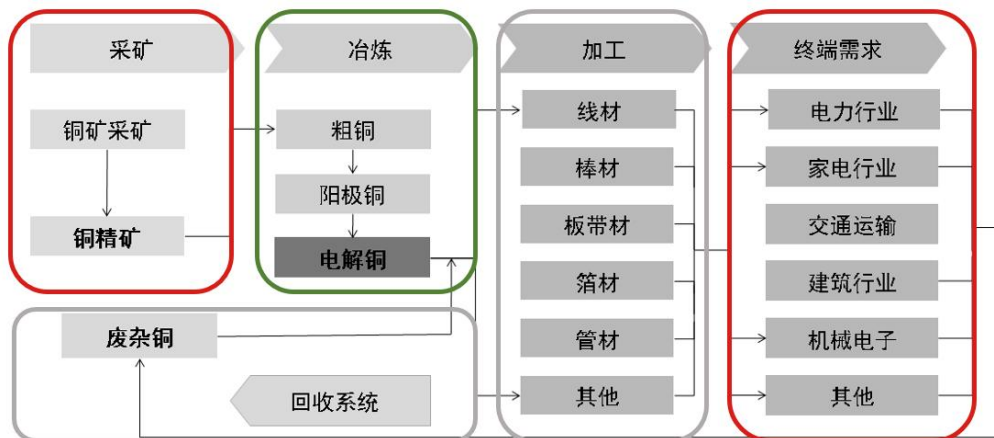 采矿
冶炼
加工
终端需求
铜矿采矿
铜精矿
粗铜
阳极铜
电解铜
线材
棒材
板带材
箔材
管材
其他
电力行业
家电行业
交通运输
建筑行业
机械电子
其他
废杂铜
回收系统